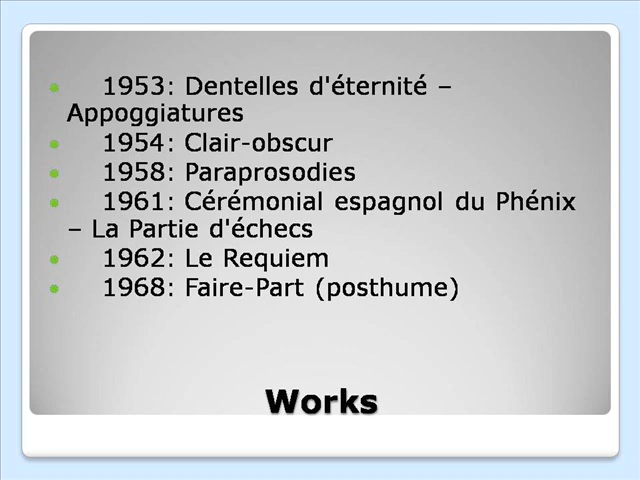 • 1953: Dentelles d'éternité –
Appoggiatures
• 1954: Clair-obscur
• 1958: Paraprosodies
• 1961: Cérémonial espagnol du Phénix
– La Partie d'échecs
• 1962: Le Requiem
• 1968: Faire-Part (posthume)
Works